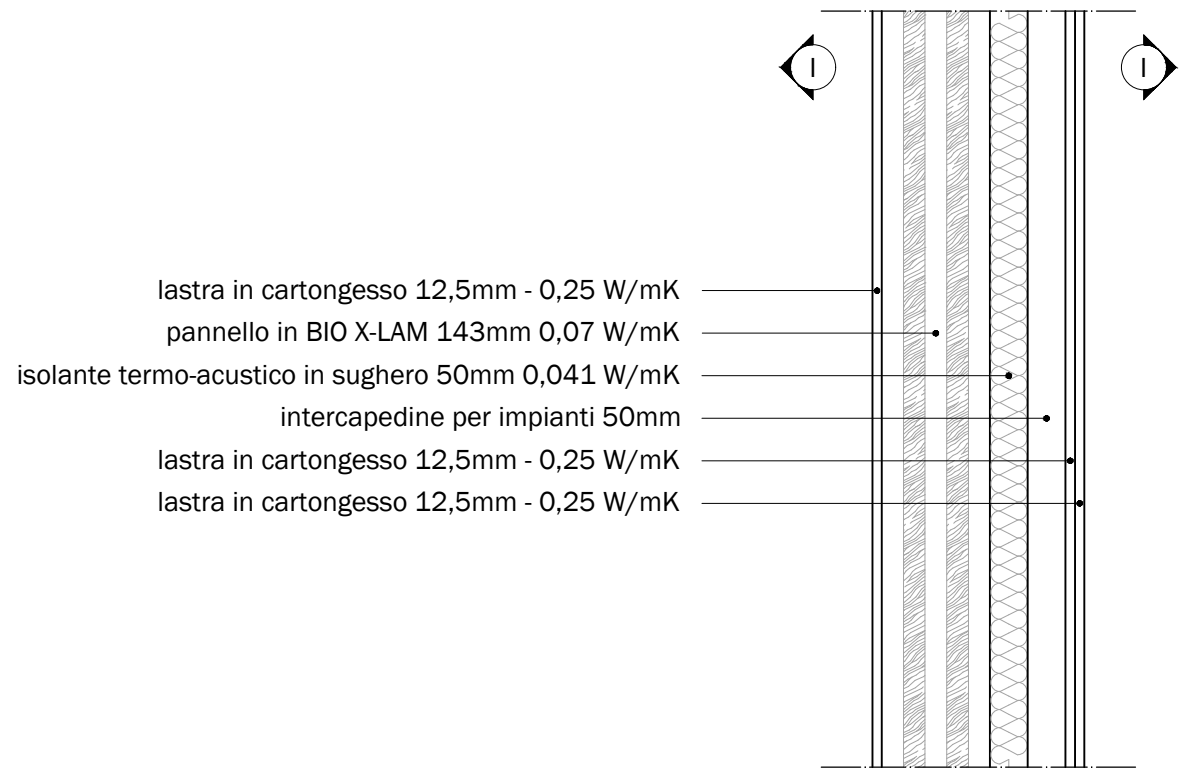 I
I
lastra in cartongesso 12,5mm - 0,25 W/mK
pannello in BIO X-LAM 143mm 0,07 W/mK
isolante termo-acustico in sughero 50mm 0,041 W/mK
intercapedine per impianti 50mm
lastra in cartongesso 12,5mm - 0,25 W/mK
lastra in cartongesso 12,5mm - 0,25 W/mK